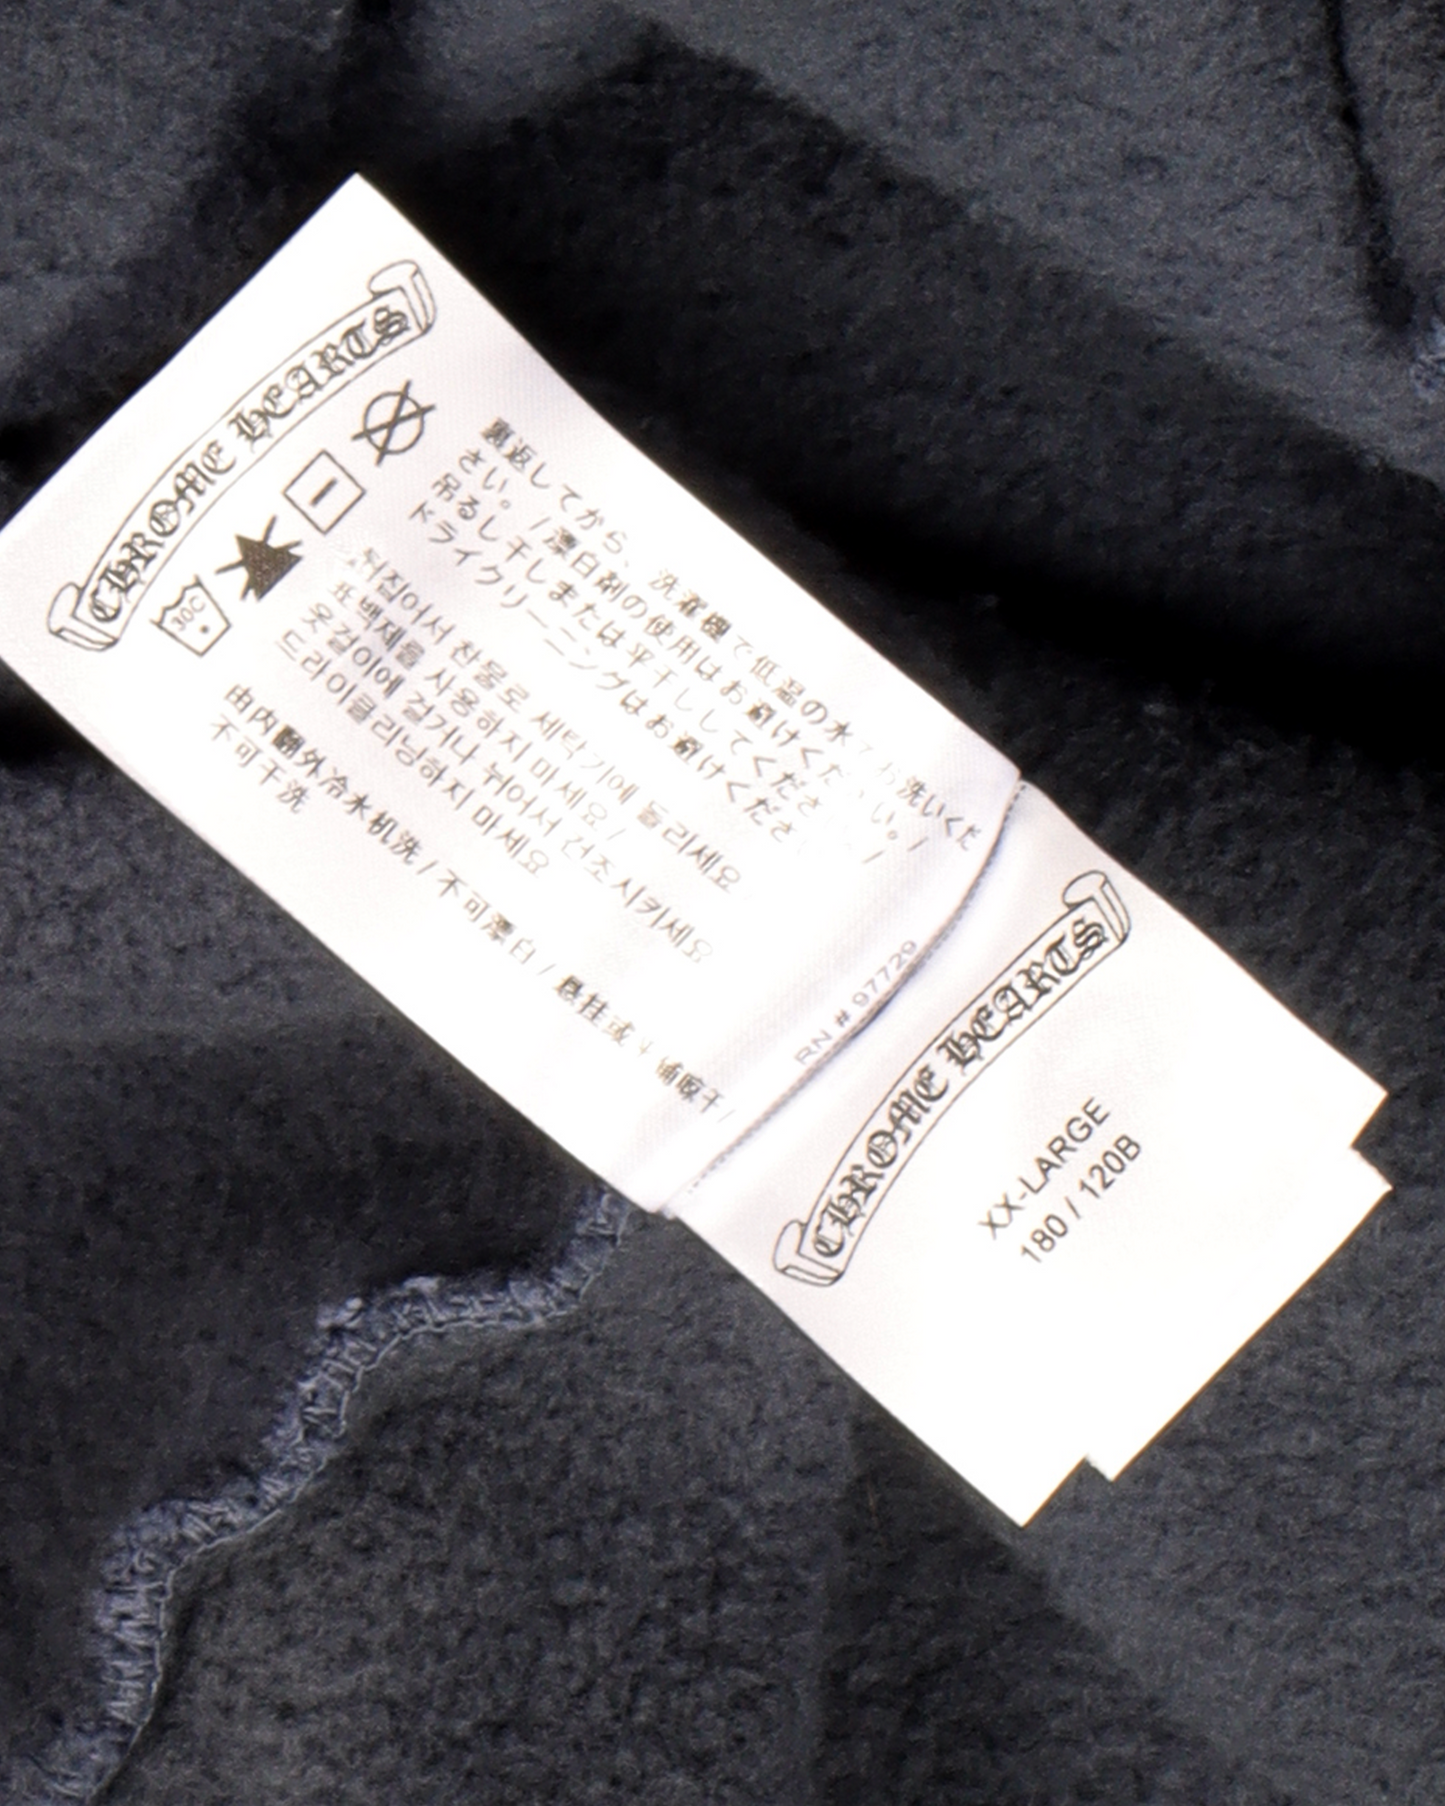 CHROME HEARTS
30C
裏返してから、洗濯機で低温の水でお洗いくだ
さい。/漂白剤の使用はお避けください。/
吊るし干しまたは平干ししてください。/
ドライクリーニングはお避けくださ
뒤집어서 찬물로 세탁기에 돌리세요
표백제를 사용하지 마세요 /
옷걸이에 걸거나 뉘어서 건조시키세요
드라이클리닝하지 마세요
由内翻外冷水机洗 / 不可漂白 / 悬挂或平铺晾干 /
不可干洗
RN # 97729
CHROME HEARTS
XX-LARGE
180 / 120B